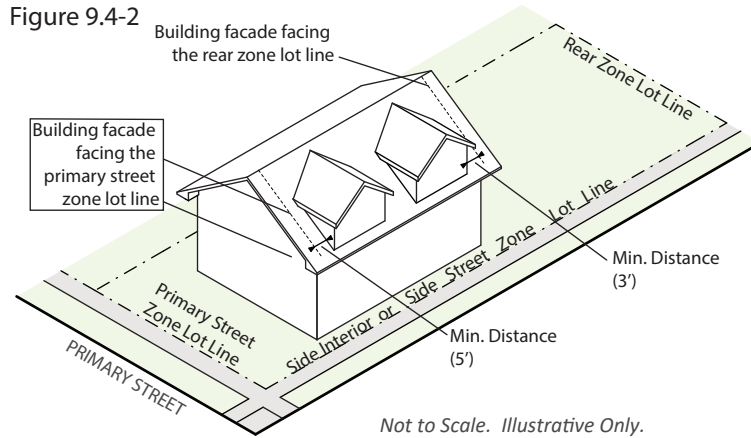 Figure 9.4-2
Building facade facing
the rear zone lot line
Rear Zone Lot Line
Building facade
facing the
primary street
zone lot line
Min. Distance
(3')
Side Interior or Side Street Zone Lot Line
Primary Street
Zone Lot Line
Min. Distance
(5')
PRIMARY STREET
Not to Scale. Illustrative Only.